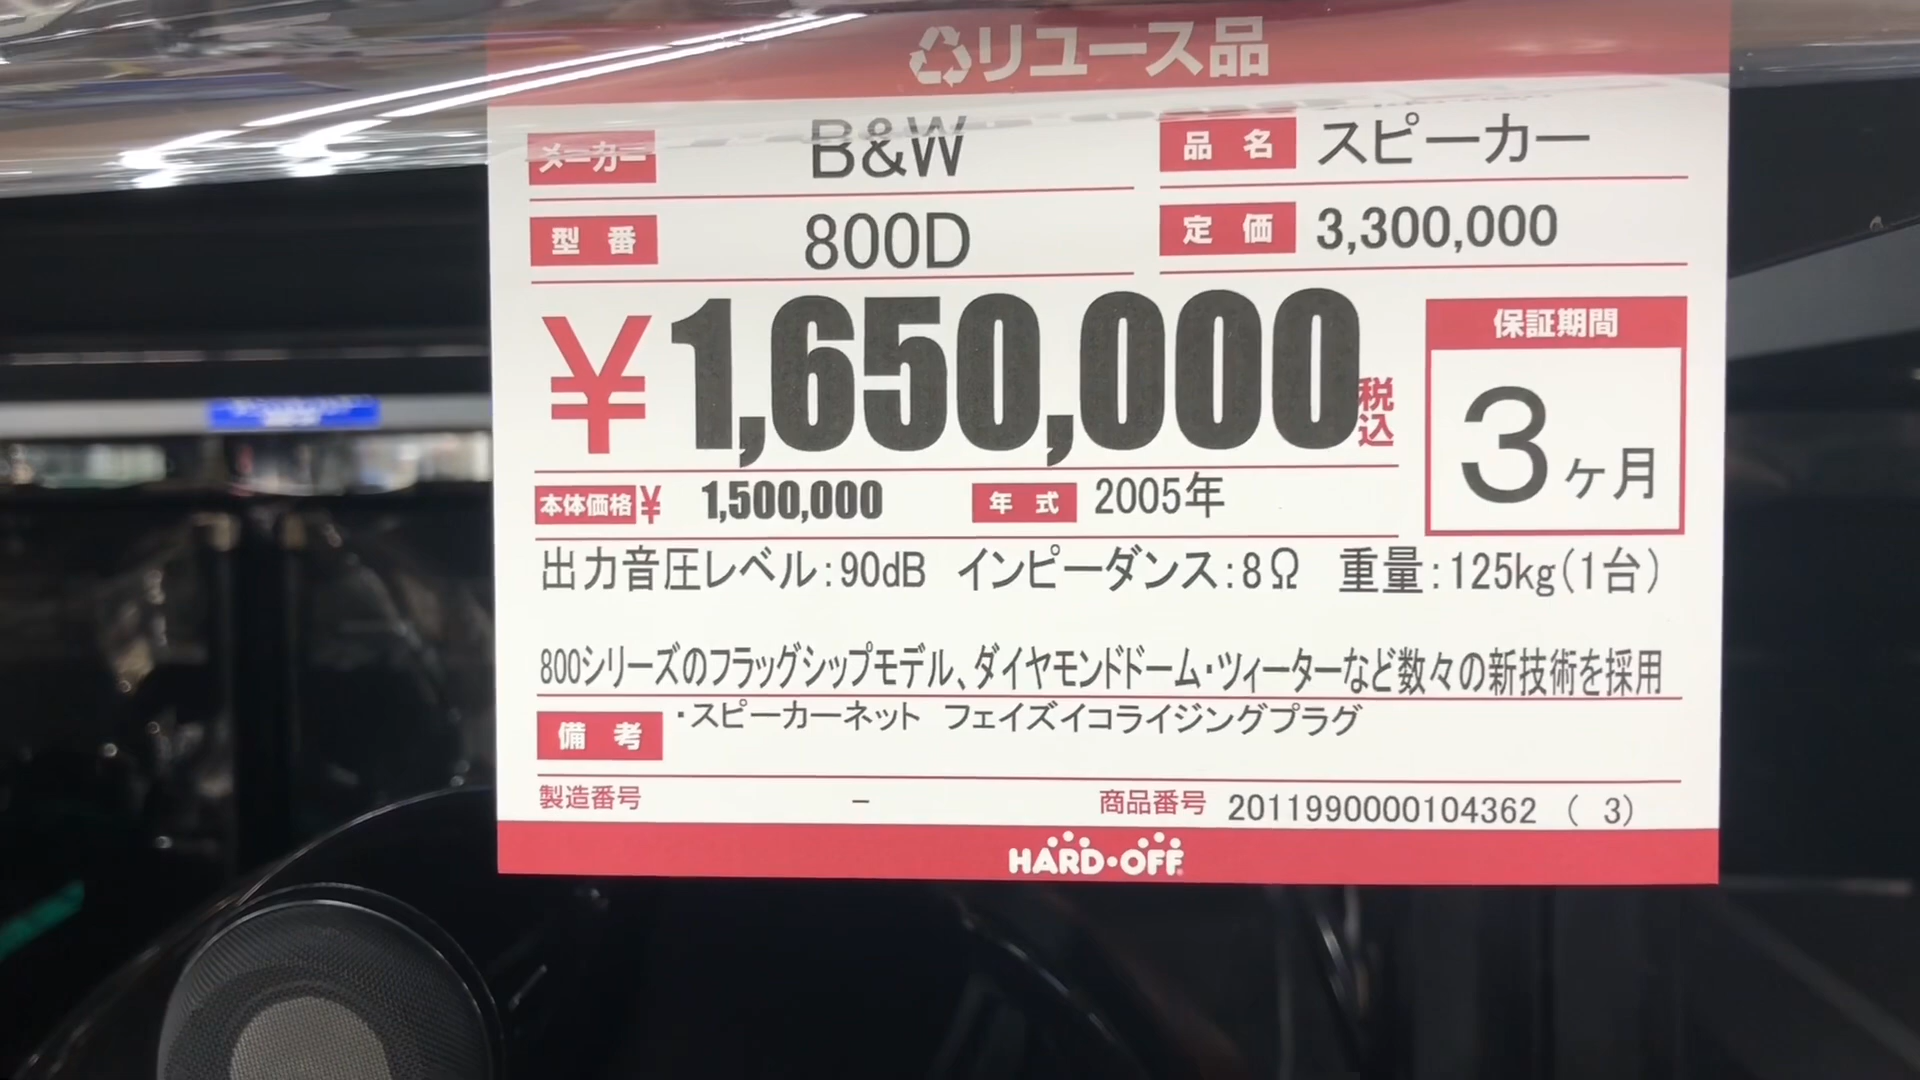 リユース品
メーカー B&W 品名 スピーカー
型番 800D 定価 3,300,000
¥1,650,000税込
保証期間
3ヶ月
本体価格¥ 1,500,000 年式 2005年
出力音圧レベル:90dB インピーダンス:8Ω 重量:125kg(1台)
800シリーズのフラッグシップモデル、ダイヤモンドドーム・ツィーターなど数々の新技術を採用
備考 ・スピーカーネット フェイズイコライジングプラグ
製造番号 − 商品番号 2011990000104362 ( 3)
HARD・OFF